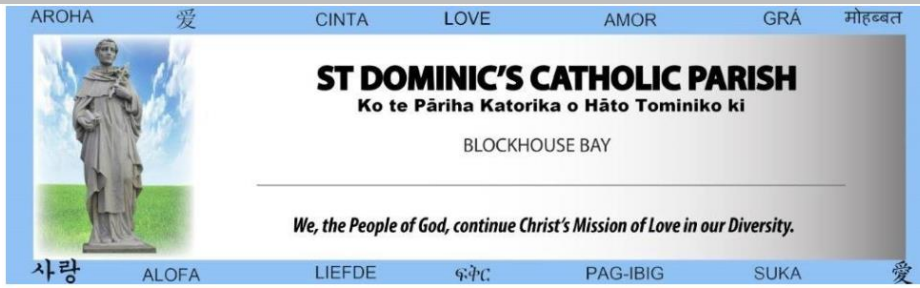 AROHA 愛 CINTA LOVE AMOR GRÁ मोहब्बत
ST DOMINIC'S CATHOLIC PARISH
Ko te Pāriha Katorika o Hāto Tominiko ki
BLOCKHOUSE BAY
We, the People of God, continue Christ's Mission of Love in our Diversity.
사랑 ALOFA LIEFDE ፍቅር PAG-IBIG SUKA 愛